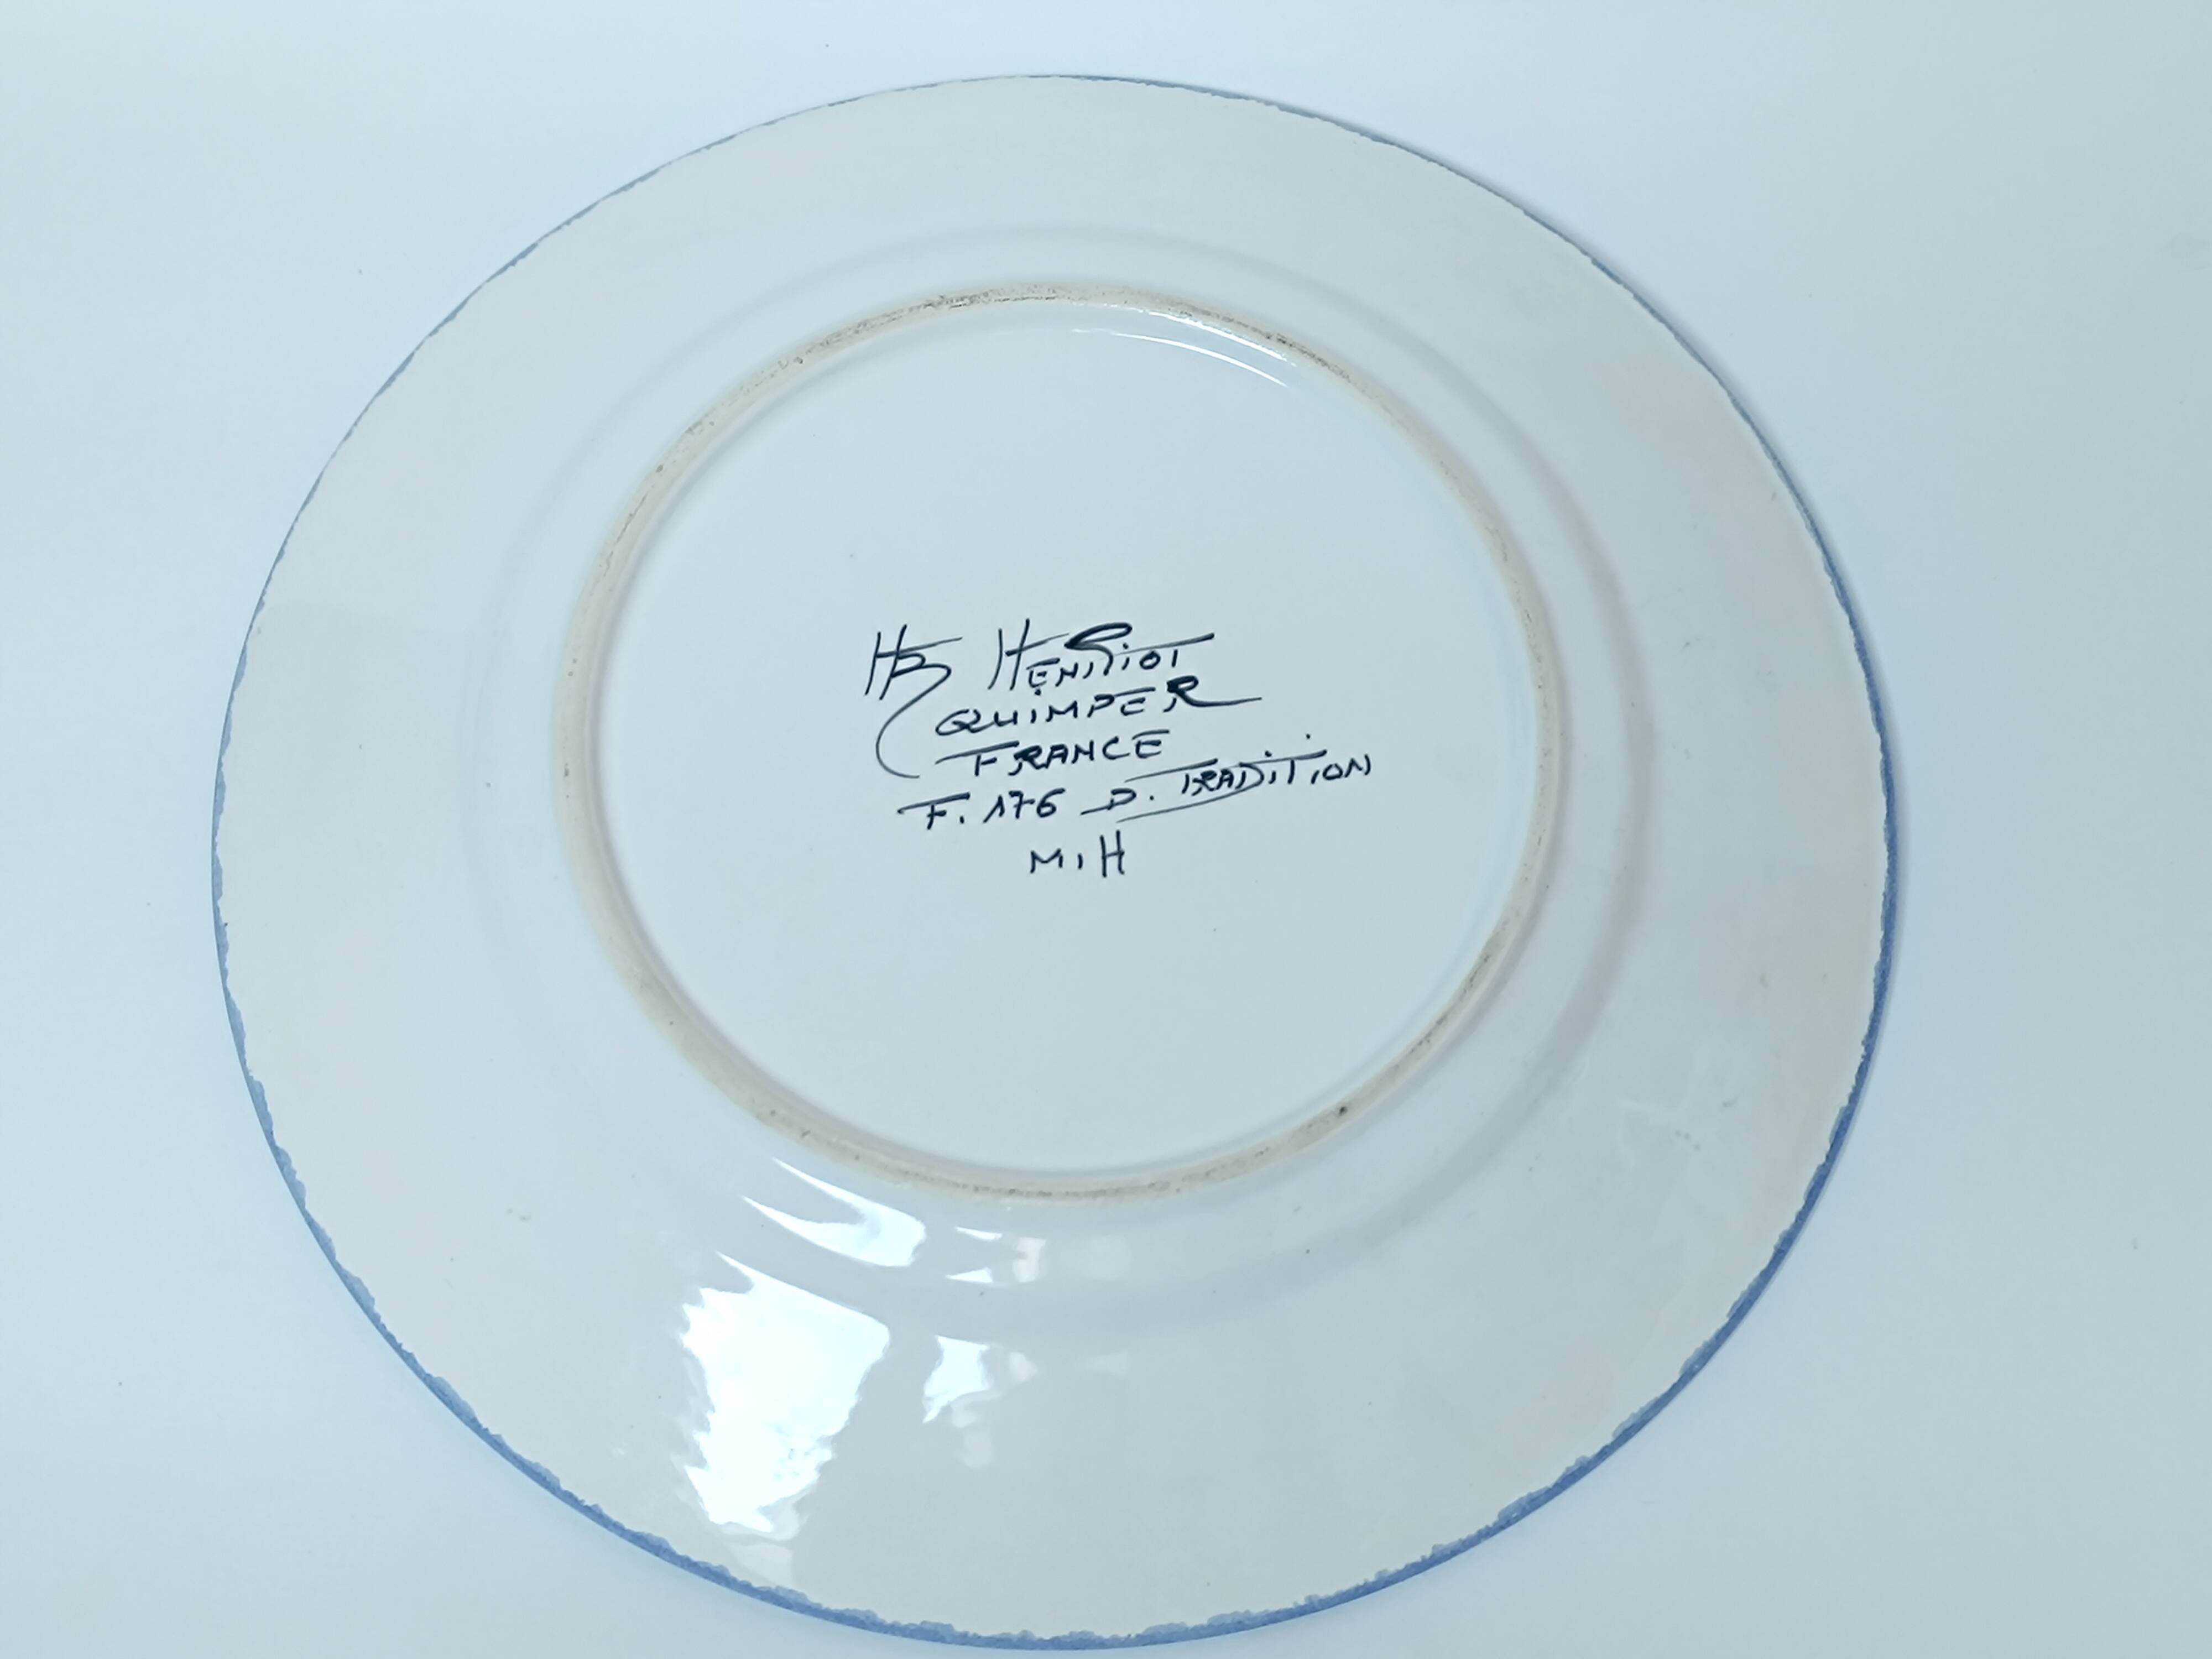 HB HENRIOT
QUIMPER
FRANCE
F. 176 D. TRADITION
M.H